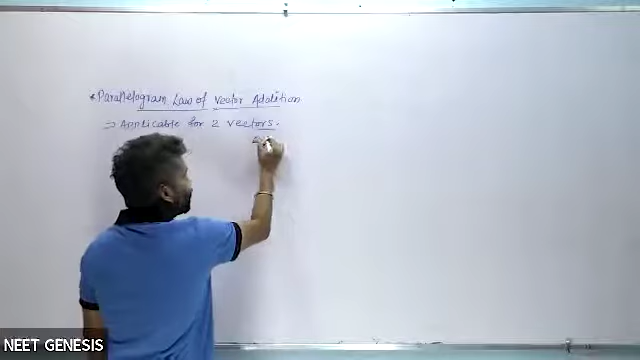 *Parallelogram Law of Vector Addition
⇒ Applicable for 2 vectors.
NEET GENESIS